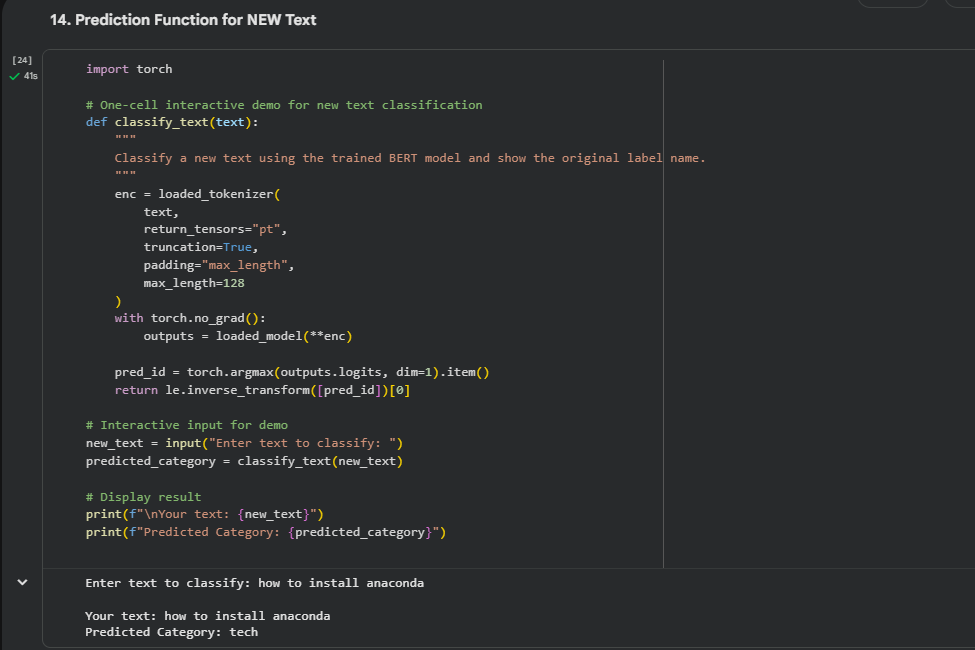 14. Prediction Function for NEW Text
[24]
41s
import torch
# One-cell interactive demo for new text classification
def classify_text(text):
"""
Classify a new text using the trained BERT model and show the original label name.
"""
enc = loaded_tokenizer(
text,
return_tensors="pt",
truncation=True,
padding="max_length",
max_length=128
)
with torch.no_grad():
outputs = loaded_model(**enc)
pred_id = torch.argmax(outputs.logits, dim=1).item()
return le.inverse_transform([pred_id])[0]
# Interactive input for demo
new_text = input("Enter text to classify: ")
predicted_category = classify_text(new_text)
# Display result
print(f"\nYour text: {new_text}")
print(f"Predicted Category: {predicted_category}")
Enter text to classify: how to install anaconda
Your text: how to install anaconda
Predicted Category: tech